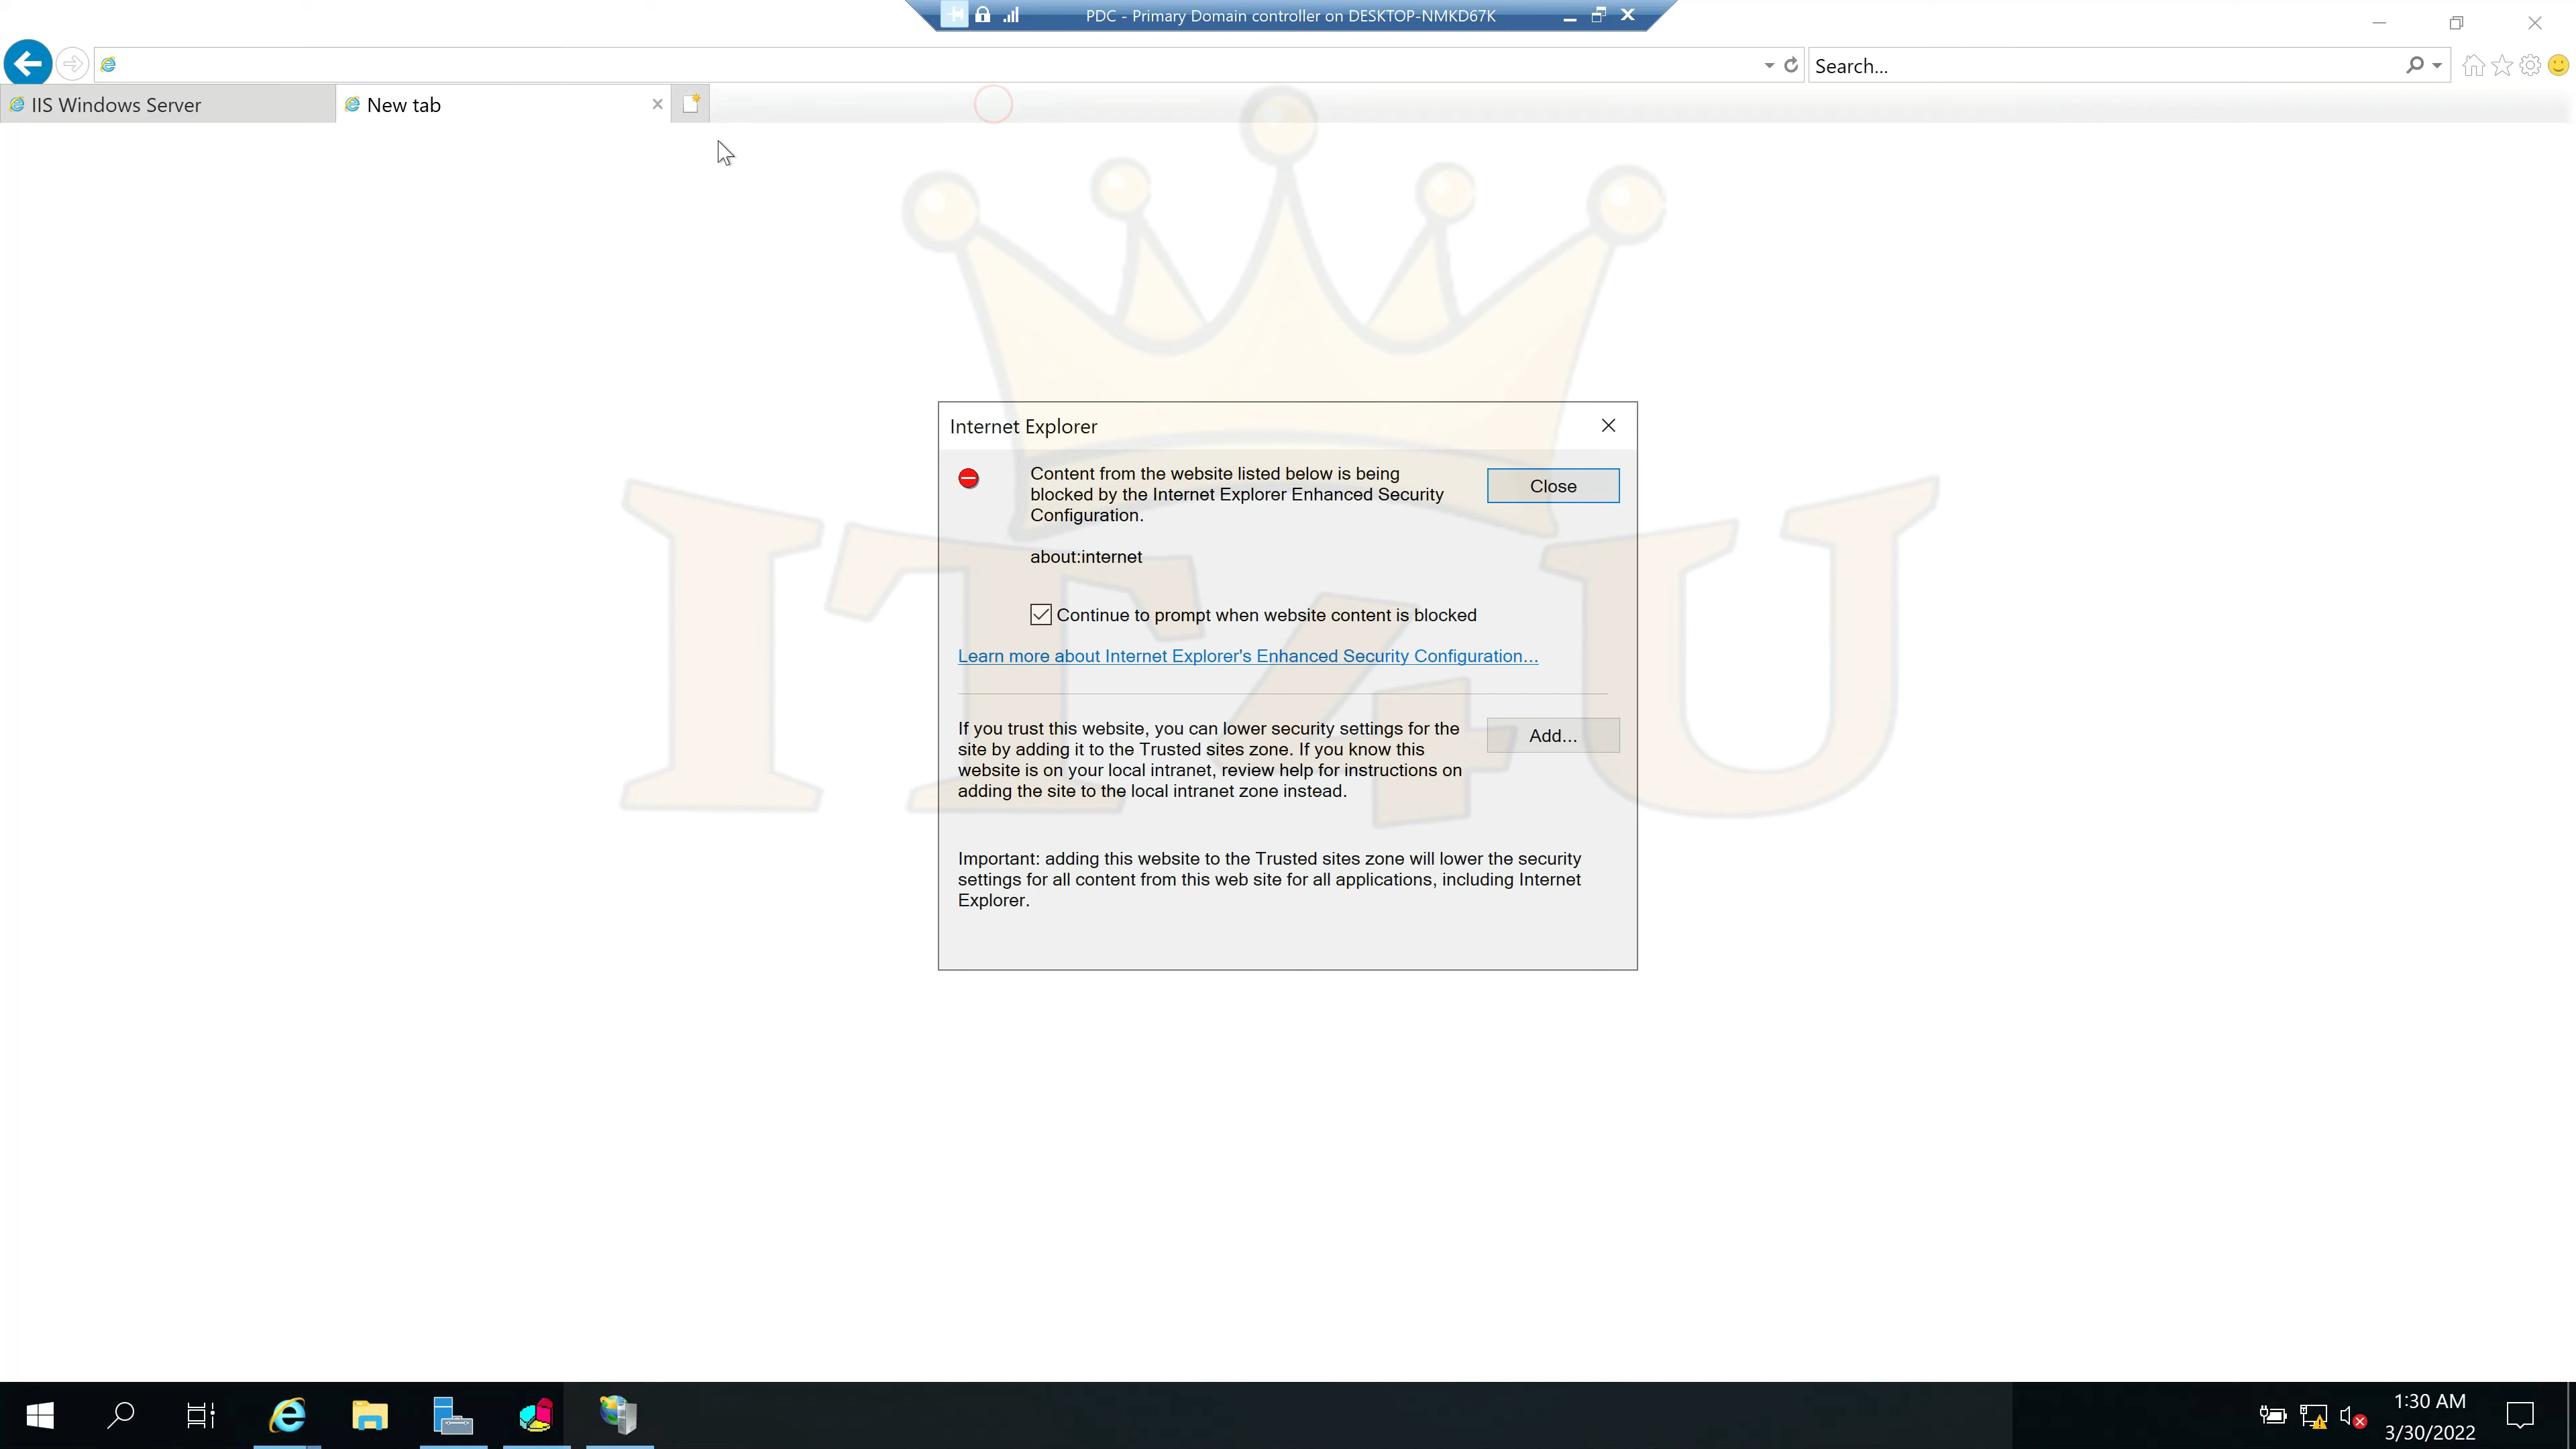 PDC - Primary Domain controller on DESKTOP-NMKD67K
Search...
IIS Windows Server
New tab
Internet Explorer
Content from the website listed below is being
blocked by the Internet Explorer Enhanced Security
Configuration.
Close
about:internet
Continue to prompt when website content is blocked
Learn more about Internet Explorer's Enhanced Security Configuration...
If you trust this website, you can lower security settings for the
site by adding it to the Trusted sites zone. If you know this
website is on your local intranet, review help for instructions on
adding the site to the local intranet zone instead.
Add...
Important: adding this website to the Trusted sites zone will lower the security
settings for all content from this web site for all applications, including Internet
Explorer.
IT4U
1:30 AM
3/30/2022